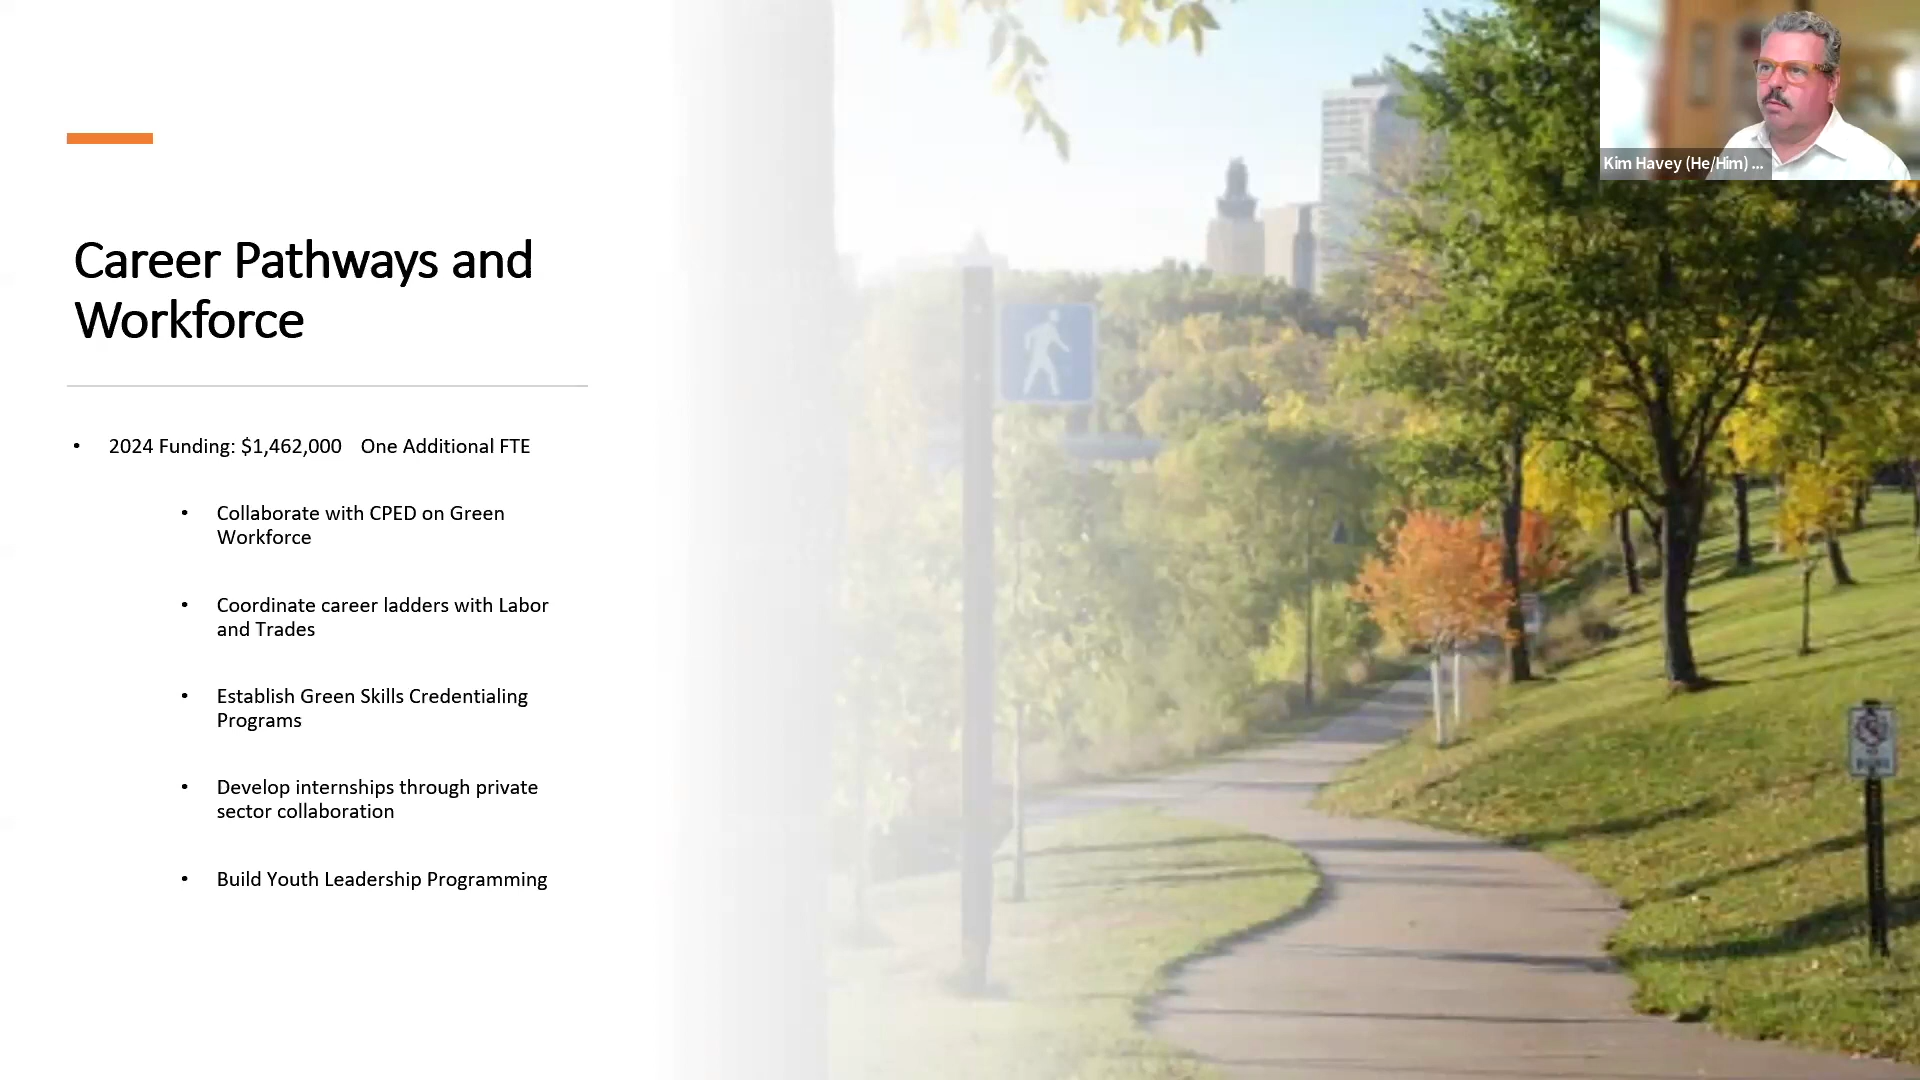 Kim Havey (He/Him) ...
Career Pathways and
Workforce
• 2024 Funding: $1,462,000 One Additional FTE
• Collaborate with CPED on Green
Workforce
• Coordinate career ladders with Labor
and Trades
• Establish Green Skills Credentialing
Programs
• Develop internships through private
sector collaboration
• Build Youth Leadership Programming